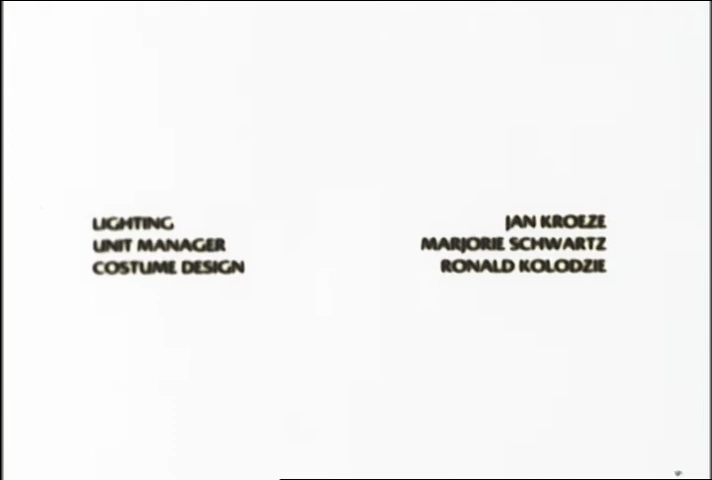 LIGHTING JAN KROEZE
UNIT MANAGER MARJORIE SCHWARTZ
COSTUME DESIGN RONALD KOLODZIE